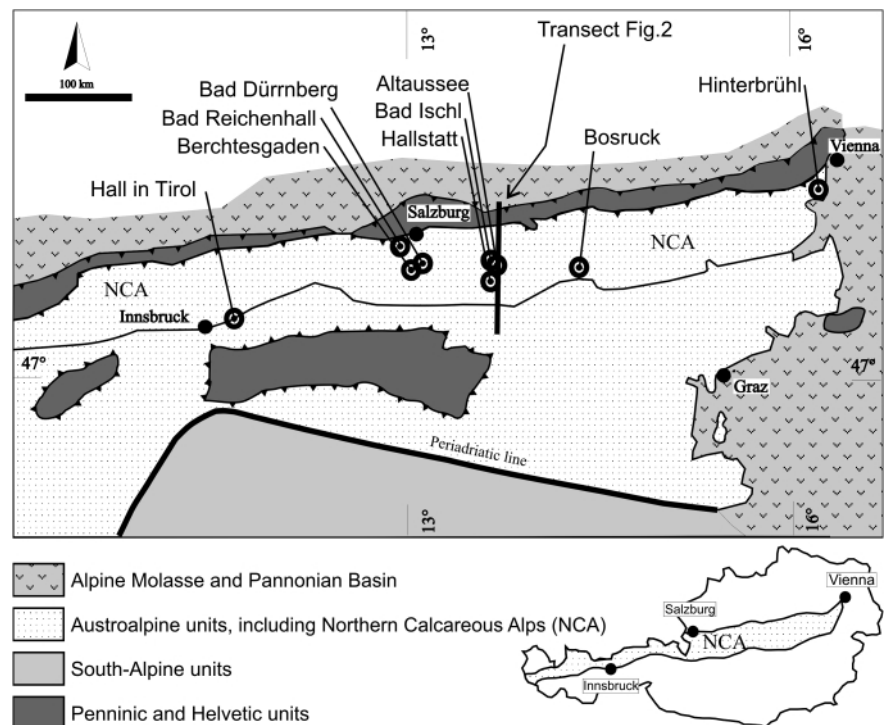 13°
16°
Transect Fig.2
100 km
Bad Dürrnberg
Bad Reichenhall
Berchtesgaden
Altaussee
Bad Ischl
Hallstatt
Hinterbrühl
Bosruck
Vienna
Hall in Tirol
Salzburg
NCA
NCA
Innsbruck
47°
47°
Graz
Periadriatic line
13°
16°
Alpine Molasse and Pannonian Basin
Austroalpine units, including Northern Calcareous Alps (NCA)
South-Alpine units
Penninic and Helvetic units
Vienna
Salzburg
NCA
Innsbruck